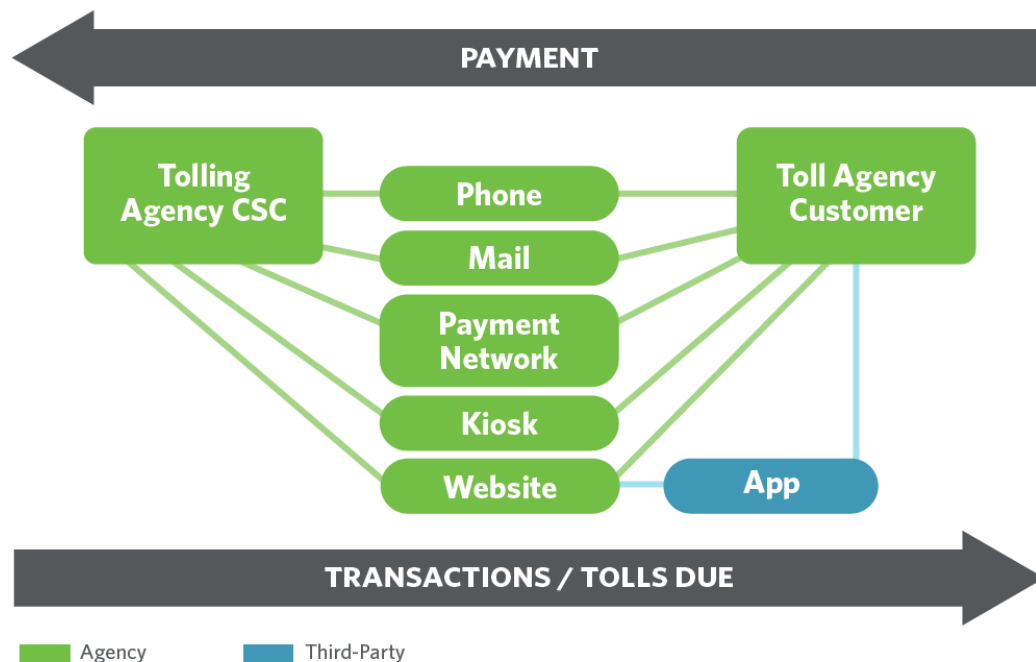 PAYMENT
Tolling
Agency CSC
Phone
Toll Agency
Customer
Mail
Payment
Network
Kiosk
Website
App
TRANSACTIONS / TOLLS DUE
Agency
Third-Party